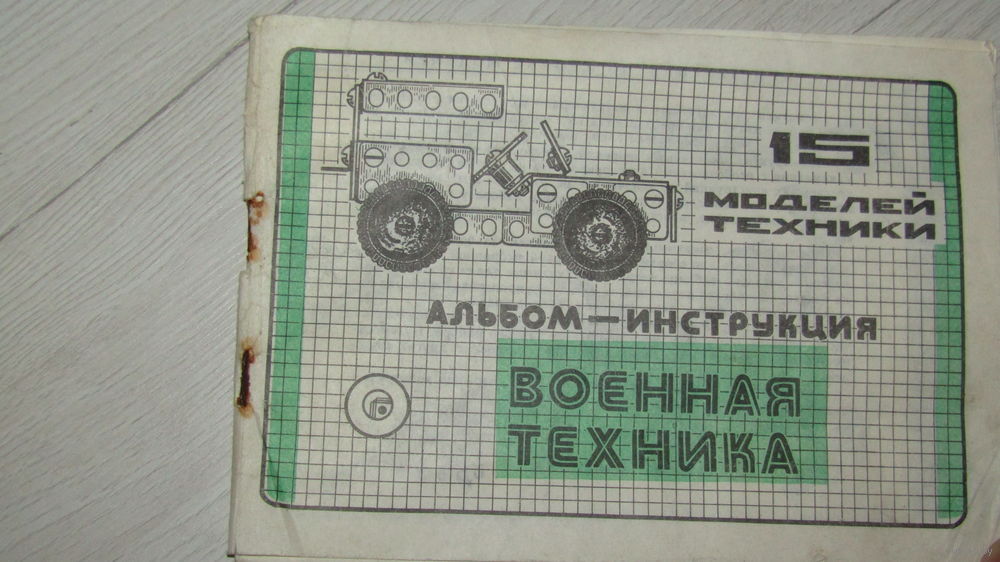 15
МОДЕЛЕЙ
ТЕХНИКИ
АЛЬБОМ—ИНСТРУКЦИЯ
ВОЕННАЯ
ТЕХНИКА